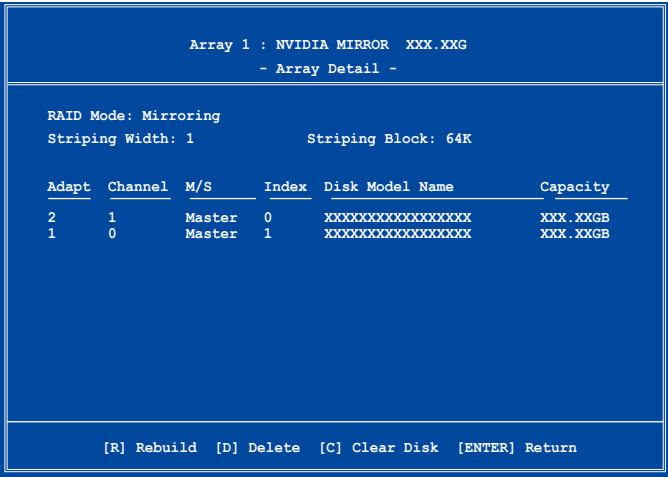 Array 1 : NVIDIA MIRROR XXX.XXG
- Array Detail -
RAID Mode: Mirroring
Striping Width: 1 Striping Block: 64K
Adapt Channel M/S Index Disk Model Name Capacity
2 1 Master 0 XXXXXXXXXXXXXXXXX XXX.XXGB
1 0 Master 1 XXXXXXXXXXXXXXXXX XXX.XXGB
[R] Rebuild [D] Delete [C] Clear Disk [ENTER] Return